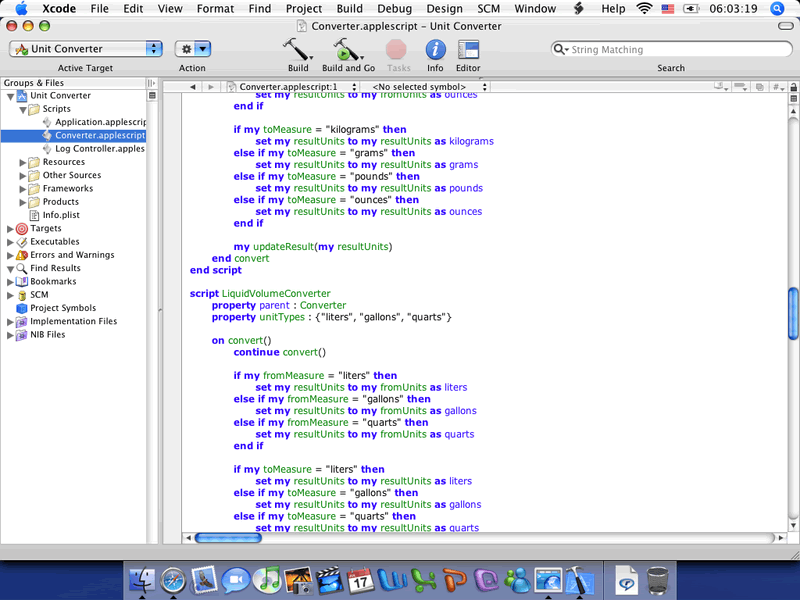 Xcode File Edit View Format Find Project Build Debug Design SCM Window Help 06:03:19
Converter.applescript – Unit Converter
Unit Converter
String Matching
Active Target Action Build Build and Go Tasks Info Editor Search
Groups & Files
Converter.applescript:1 <No selected symbol>
Unit Converter
Scripts
Application.applescrip
Converter.applescript
Log Controller.apples
Resources
Other Sources
Frameworks
Products
Info.plist
Targets
Executables
Errors and Warnings
Find Results
Bookmarks
SCM
Project Symbols
Implementation Files
NIB Files
set my resultUnits to my fromUnits as ounces
end if
if my toMeasure = "kilograms" then
set my resultUnits to my resultUnits as kilograms
else if my toMeasure = "grams" then
set my resultUnits to my resultUnits as grams
else if my toMeasure = "pounds" then
set my resultUnits to my resultUnits as pounds
else if my toMeasure = "ounces" then
set my resultUnits to my resultUnits as ounces
end if
my updateResult(my resultUnits)
end convert
end script
script LiquidVolumeConverter
property parent : Converter
property unitTypes : {"liters", "gallons", "quarts"}
on convert()
continue convert()
if my fromMeasure = "liters" then
set my resultUnits to my fromUnits as liters
else if my fromMeasure = "gallons" then
set my resultUnits to my fromUnits as gallons
else if my fromMeasure = "quarts" then
set my resultUnits to my fromUnits as quarts
end if
if my toMeasure = "liters" then
set my resultUnits to my resultUnits as liters
else if my toMeasure = "gallons" then
set my resultUnits to my resultUnits as gallons
else if my toMeasure = "quarts" then
set my resultUnits to my resultUnits as quarts
17